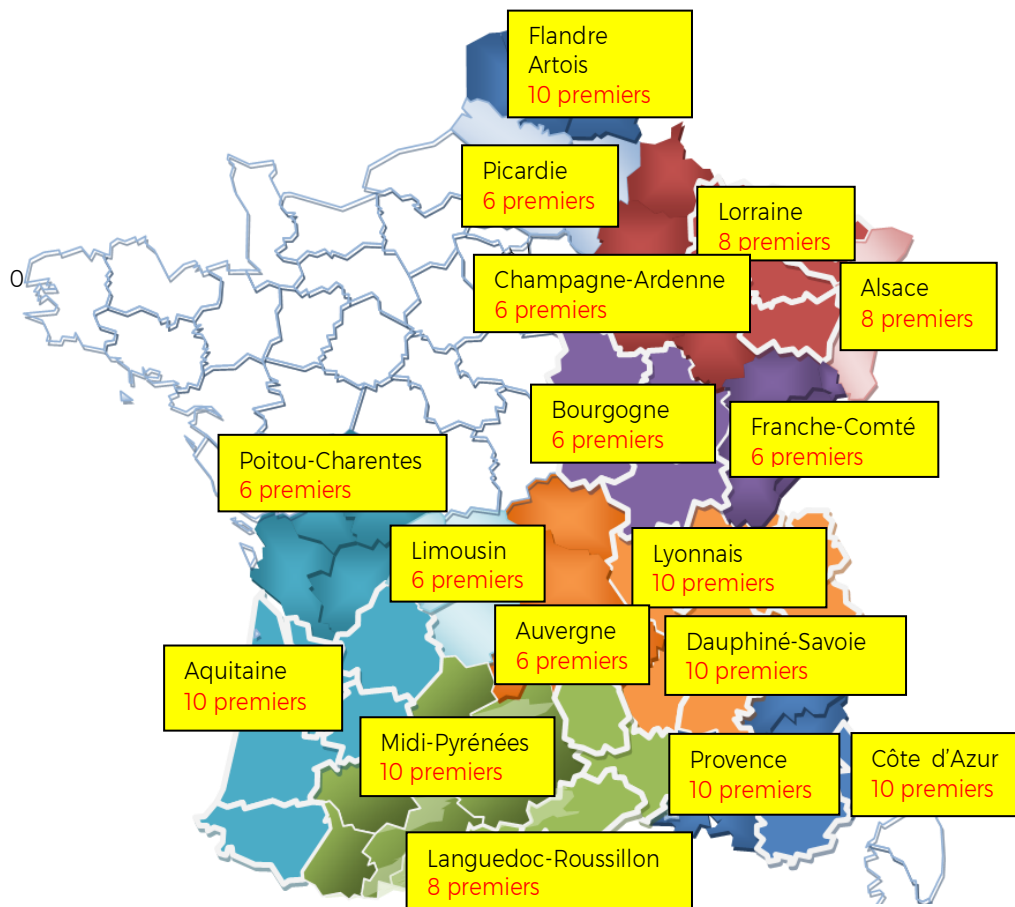 Flandre
Artois
10 premiers
Picardie
6 premiers
Lorraine
8 premiers
Champagne-Ardenne
6 premiers
0
Alsace
8 premiers
Bourgogne
6 premiers
Franche-Comté
6 premiers
Poitou-Charentes
6 premiers
Limousin
6 premiers
Lyonnais
10 premiers
Auvergne
6 premiers
Dauphiné-Savoie
10 premiers
Aquitaine
10 premiers
Midi-Pyrénées
10 premiers
Provence
10 premiers
Côte d'Azur
10 premiers
Languedoc-Roussillon
8 premiers